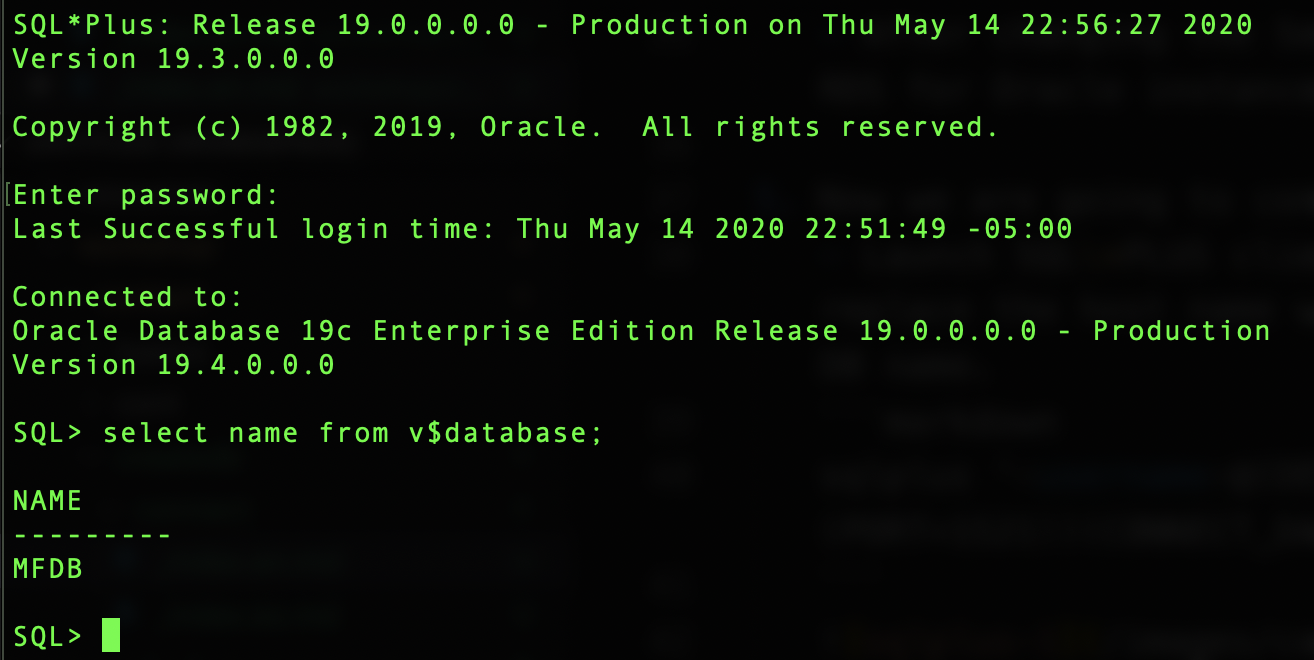 SQL*Plus: Release 19.0.0.0.0 - Production on Thu May 14 22:56:27 2020
Version 19.3.0.0.0
Copyright (c) 1982, 2019, Oracle.  All rights reserved.
[Enter password:
Last Successful login time: Thu May 14 2020 22:51:49 -05:00
Connected to:
Oracle Database 19c Enterprise Edition Release 19.0.0.0.0 - Production
Version 19.4.0.0.0
SQL> select name from v$database;
NAME
---------
MFDB
SQL>